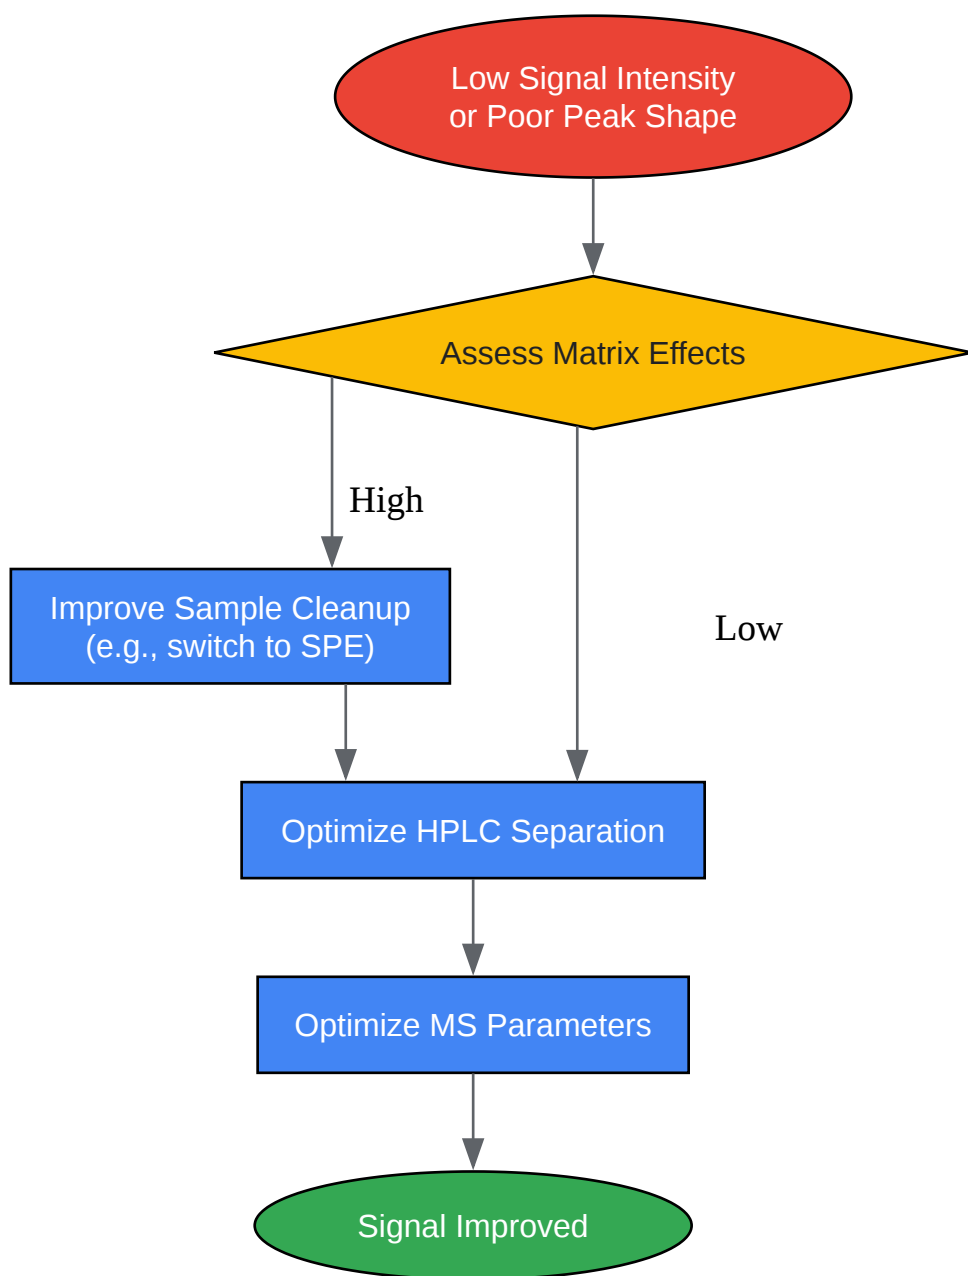 Low Signal Intensity
or Poor Peak Shape
Assess Matrix Effects
High
Improve Sample Cleanup
(e.g., switch to SPE)
Low
Optimize HPLC Separation
Optimize MS Parameters
Signal Improved